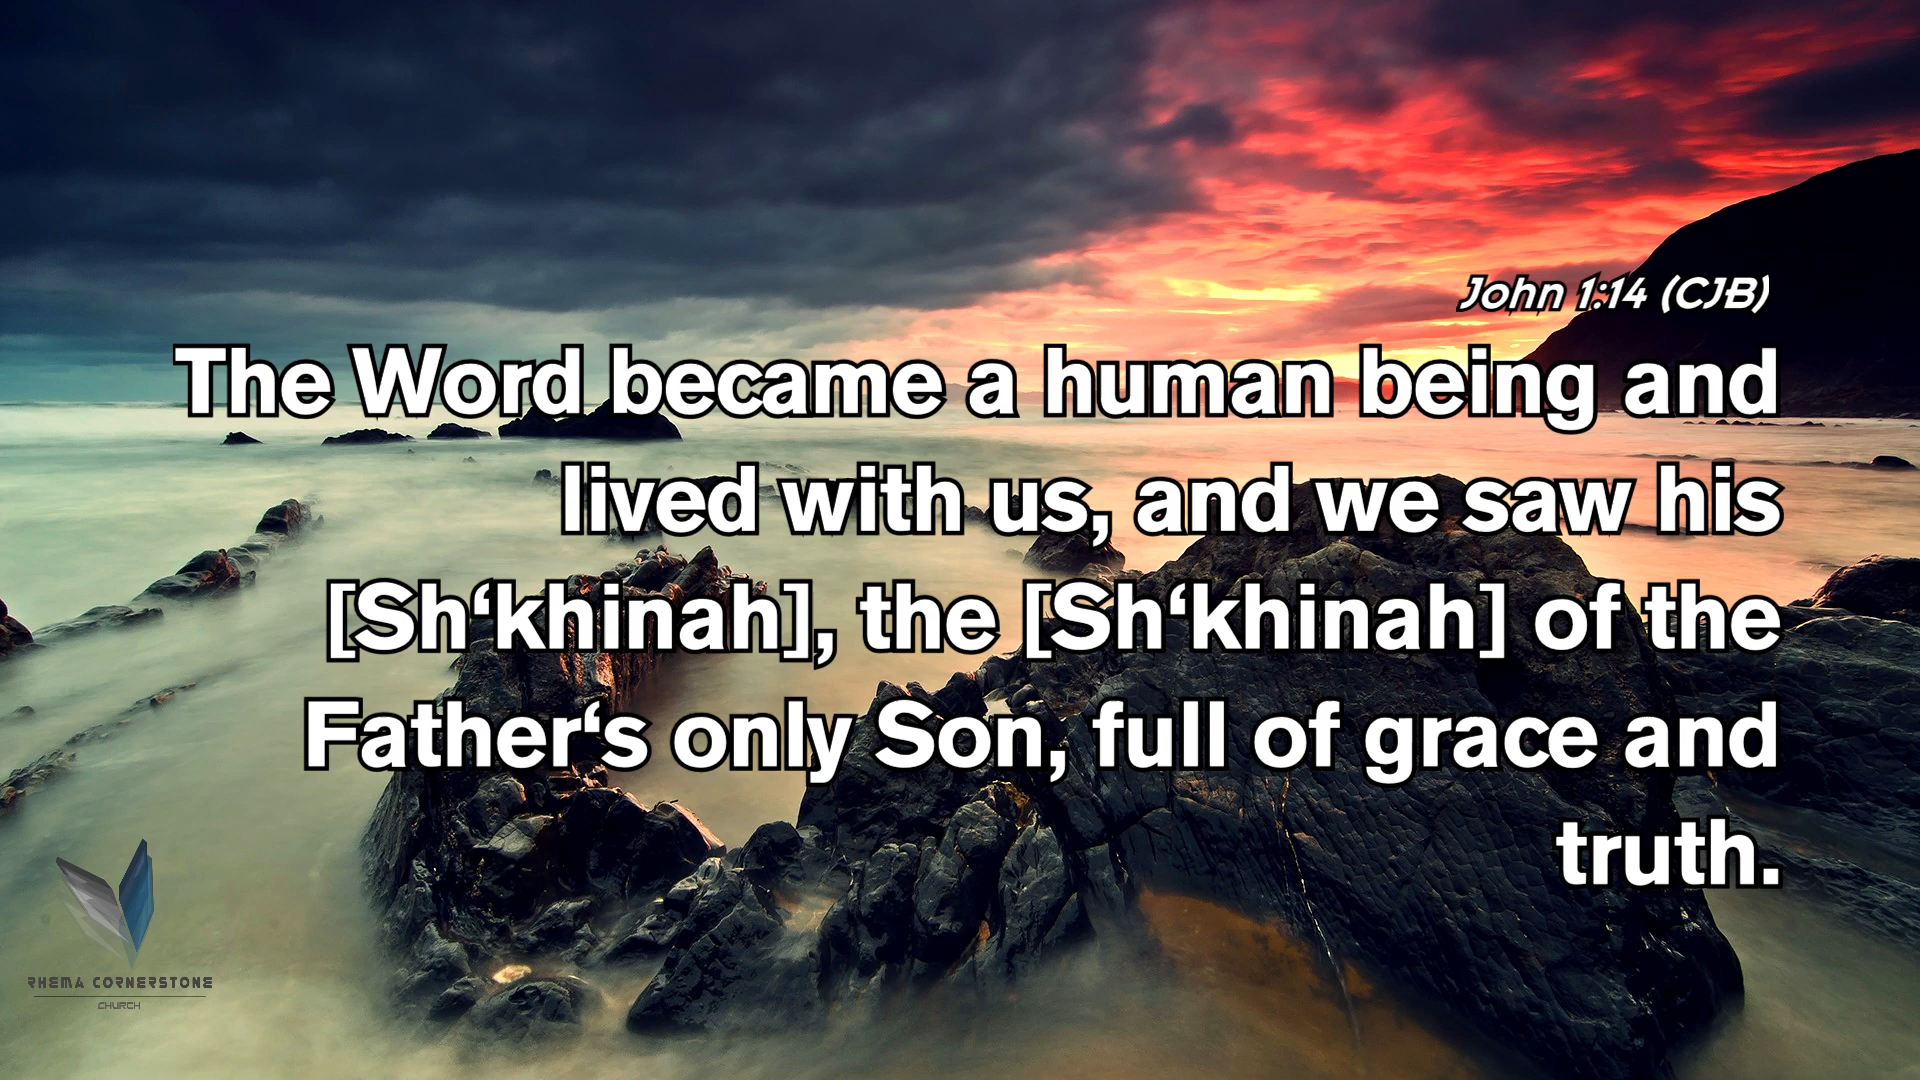 John 1:14 (CJB)
The Word became a human being and
lived with us, and we saw his
[Sh‘khinah], the [Sh‘khinah] of the
Father‘s only Son, full of grace and
truth.
RHEMA CORNERSTONE
CHURCH